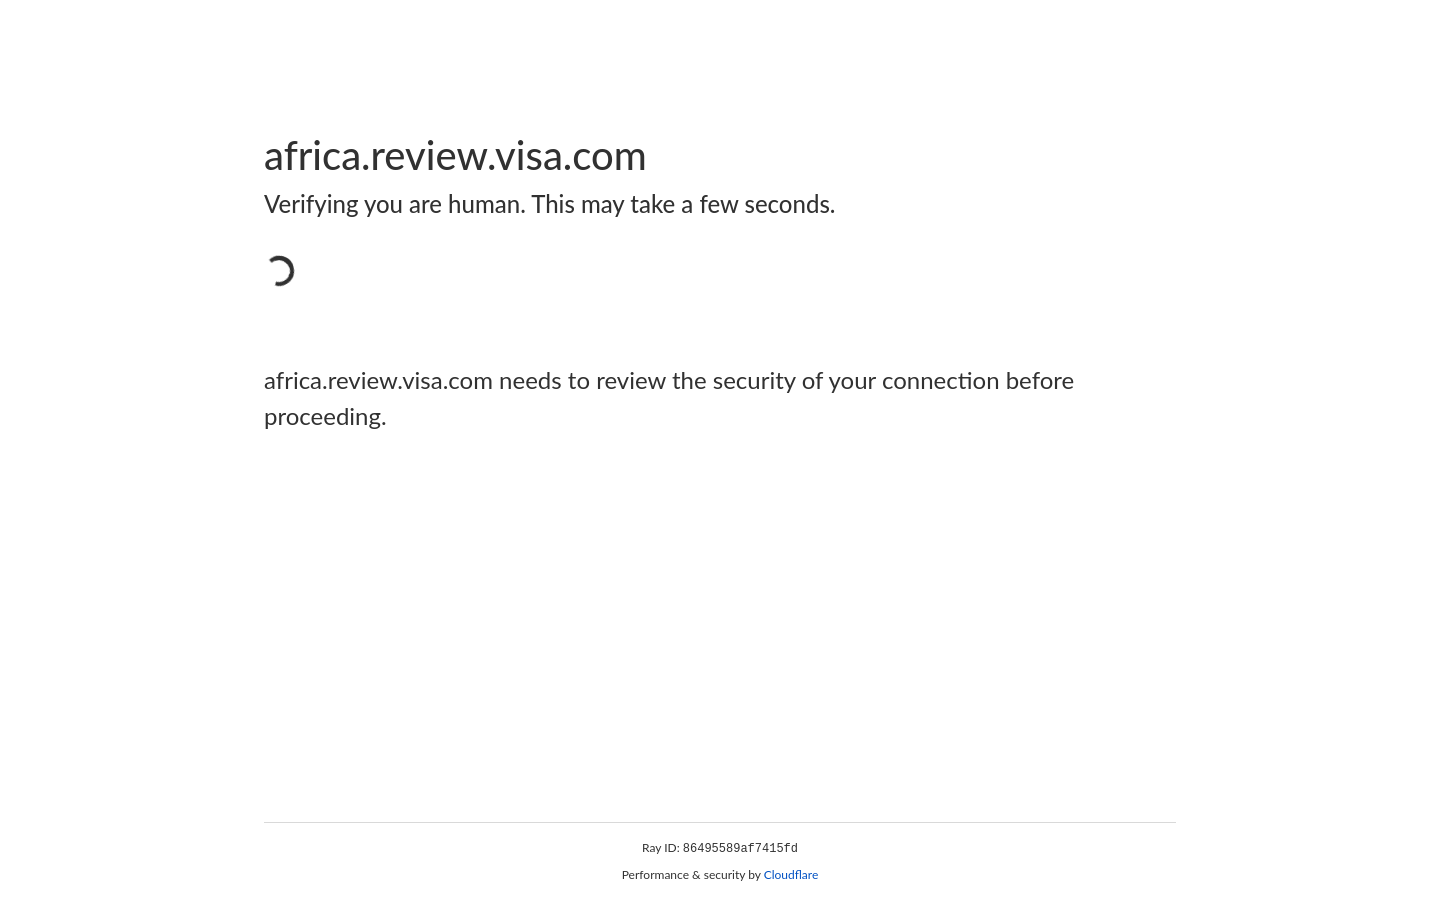 africa.review.visa.com
Verifying you are human. This may take a few seconds.
africa.review.visa.com needs to review the security of your connection before
proceeding.
Ray ID: 86495589af7415fd
Performance & security by Cloudflare